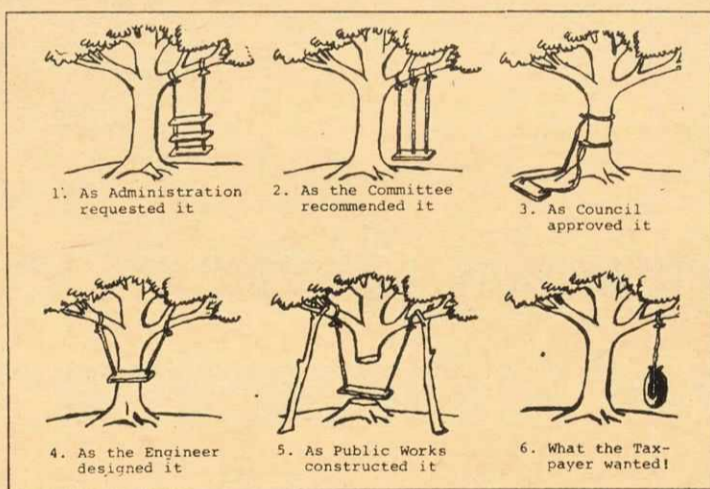 1. As Administration
requested it
2. As the Committee
recommended it
3. As Council
approved it
4. As the Engineer
designed it
5. As Public Works
constructed it
6. What the Tax-
payer wanted!